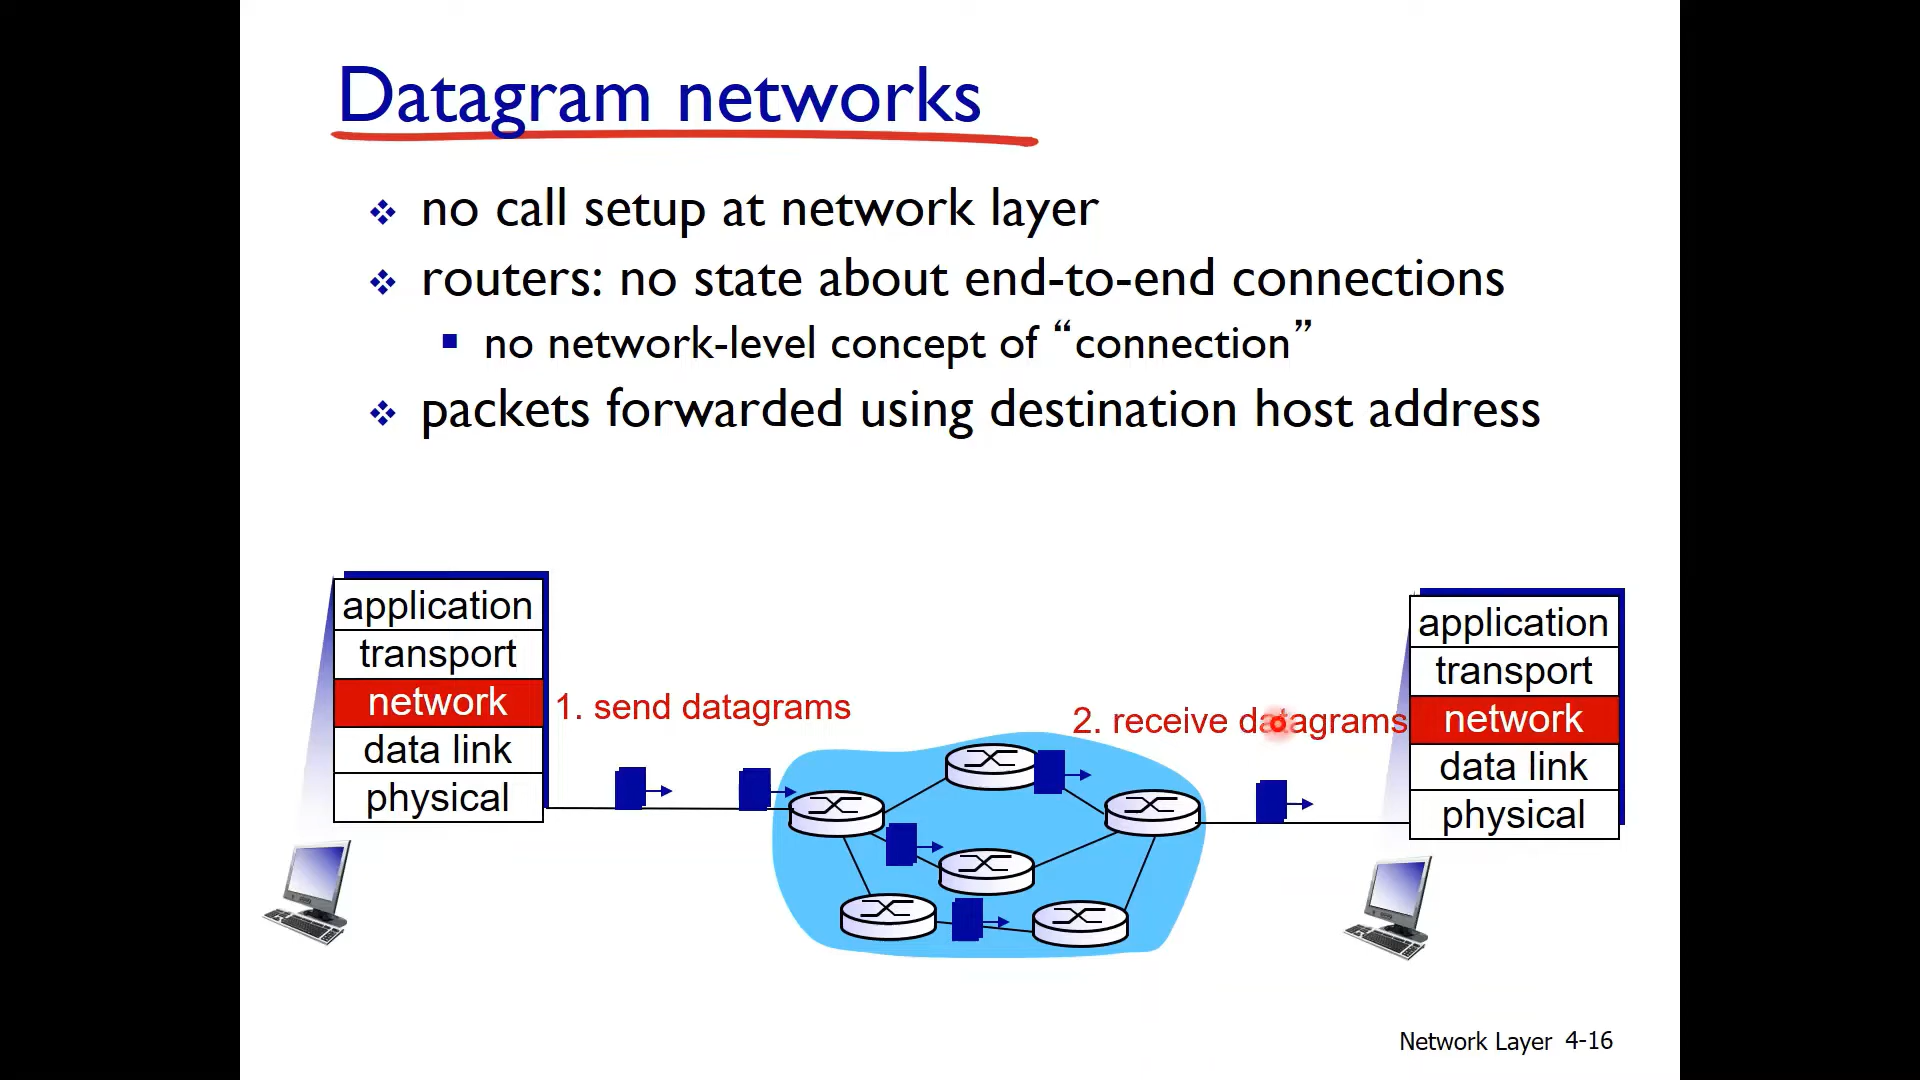 Datagram networks
no call setup at network layer
routers: no state about end-to-end connections
no network-level concept of “connection”
packets forwarded using destination host address
application
transport
network
data link
physical
1. send datagrams
2. receive datagrams
application
transport
network
data link
physical
Network Layer 4-16